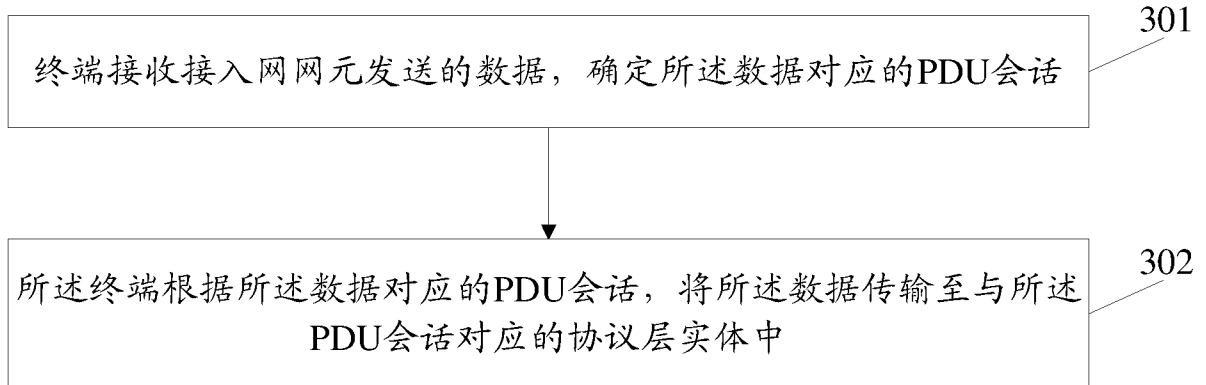 301
终端接收接入网网元发送的数据，确定所述数据对应的PDU会话
302
所述终端根据所述数据对应的PDU会话，将所述数据传输至与所述
PDU会话对应的协议层实体中